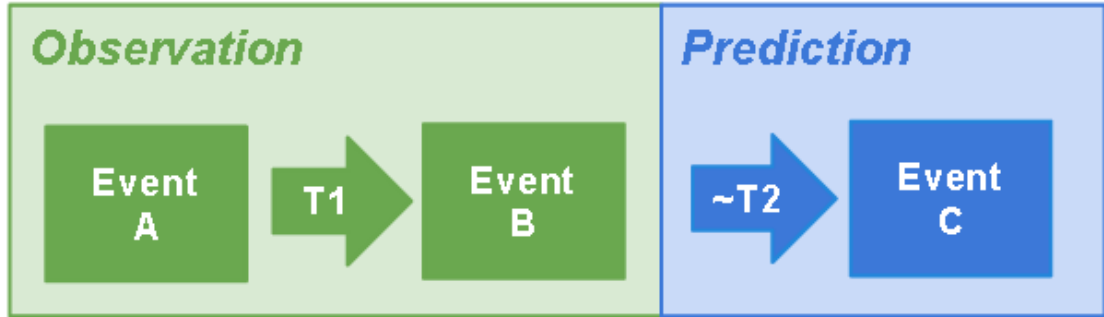 Observation
Prediction
Event
A
T1
Event
B
~T2
Event
C